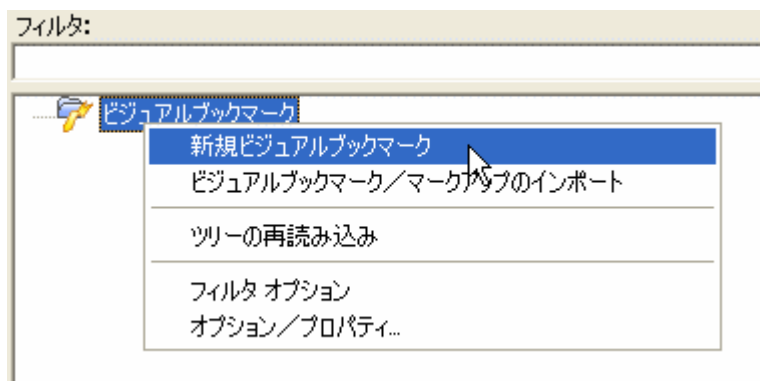 フィルタ:
ビジュアルブックマーク
新規ビジュアルブックマーク
ビジュアルブックマーク／マークアップのインポート
ツリーの再読み込み
フィルタ オプション
オプション／プロパティ...